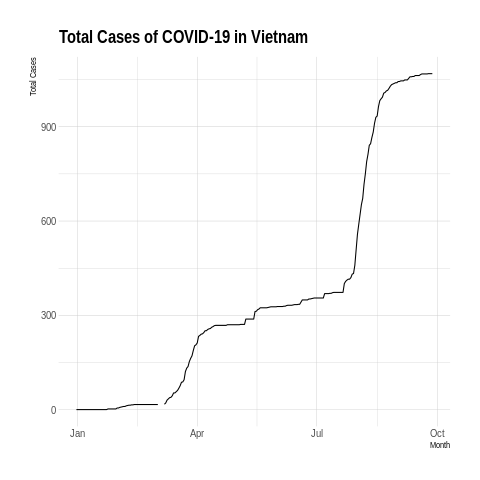 Total Cases of COVID-19 in Vietnam
Total Cases
900
600
300
0
Jan Apr Jul Oct
Month